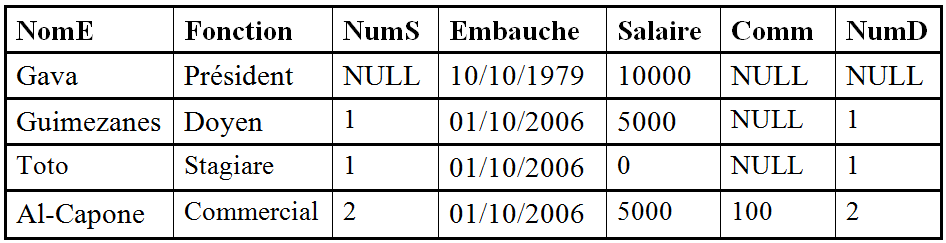 NomE Fonction NumS Embauche Salaire Comm NumD
Gava Président NULL 10/10/1979 10000 NULL NULL
Guimezanes Doyen 1 01/10/2006 5000 NULL 1
Toto Stagiare 1 01/10/2006 0 NULL 1
Al-Capone Commercial 2 01/10/2006 5000 100 2